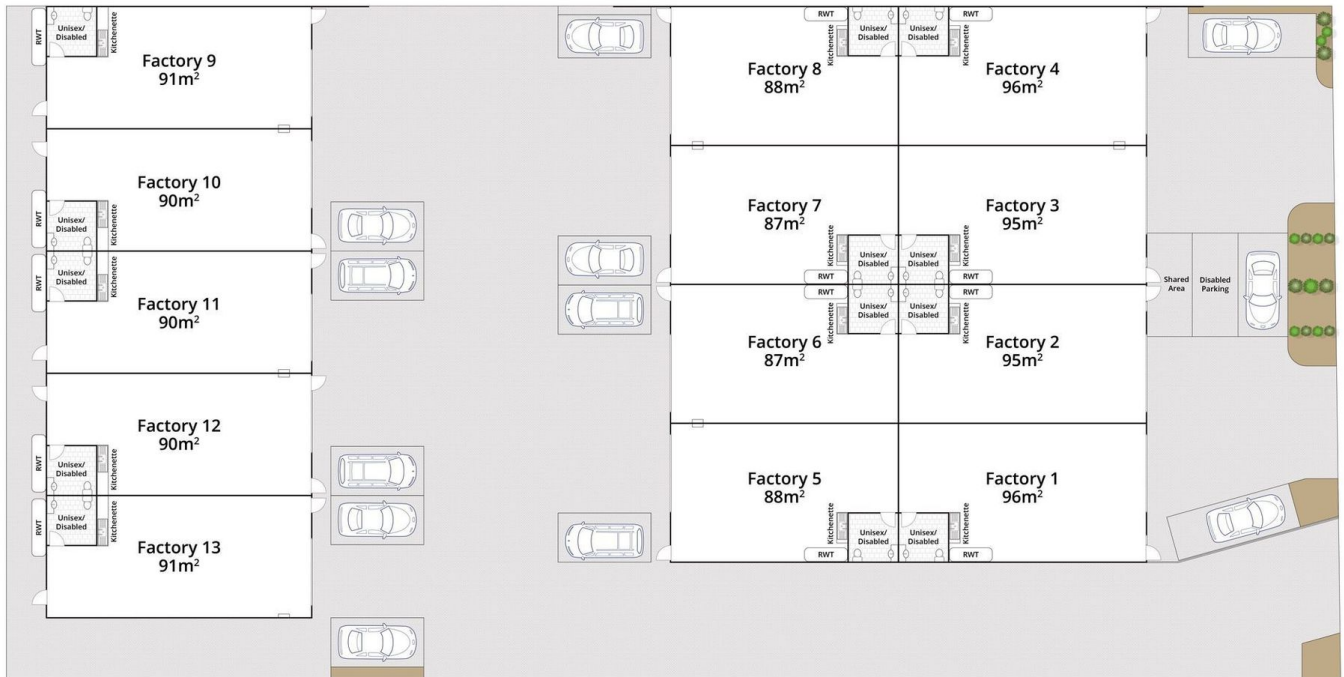 RWT
Unisex/
Disabled
Kitchenette
Factory 9
91m²
Factory 10
90m²
RWT
Unisex/
Disabled
Kitchenette
RWT
Unisex/
Disabled
Kitchenette
Factory 11
90m²
Factory 12
90m²
RWT
Unisex/
Disabled
Kitchenette
RWT
Unisex/
Disabled
Kitchenette
Factory 13
91m²
RWT
Unisex/
Disabled
Kitchenette
Factory 8
88m²
Factory 7
87m²
Kitchenette
Unisex/
Disabled
RWT
RWT
Unisex/
Disabled
Kitchenette
Factory 6
87m²
Factory 5
88m²
Kitchenette
Unisex/
Disabled
RWT
Unisex/
Disabled
RWT
Kitchenette
Factory 4
96m²
Factory 3
95m²
Unisex/
Disabled
Kitchenette
RWT
RWT
Unisex/
Disabled
Kitchenette
Factory 2
95m²
Factory 1
96m²
Unisex/
Disabled
Kitchenette
RWT
Shared
Area
Disabled
Parking